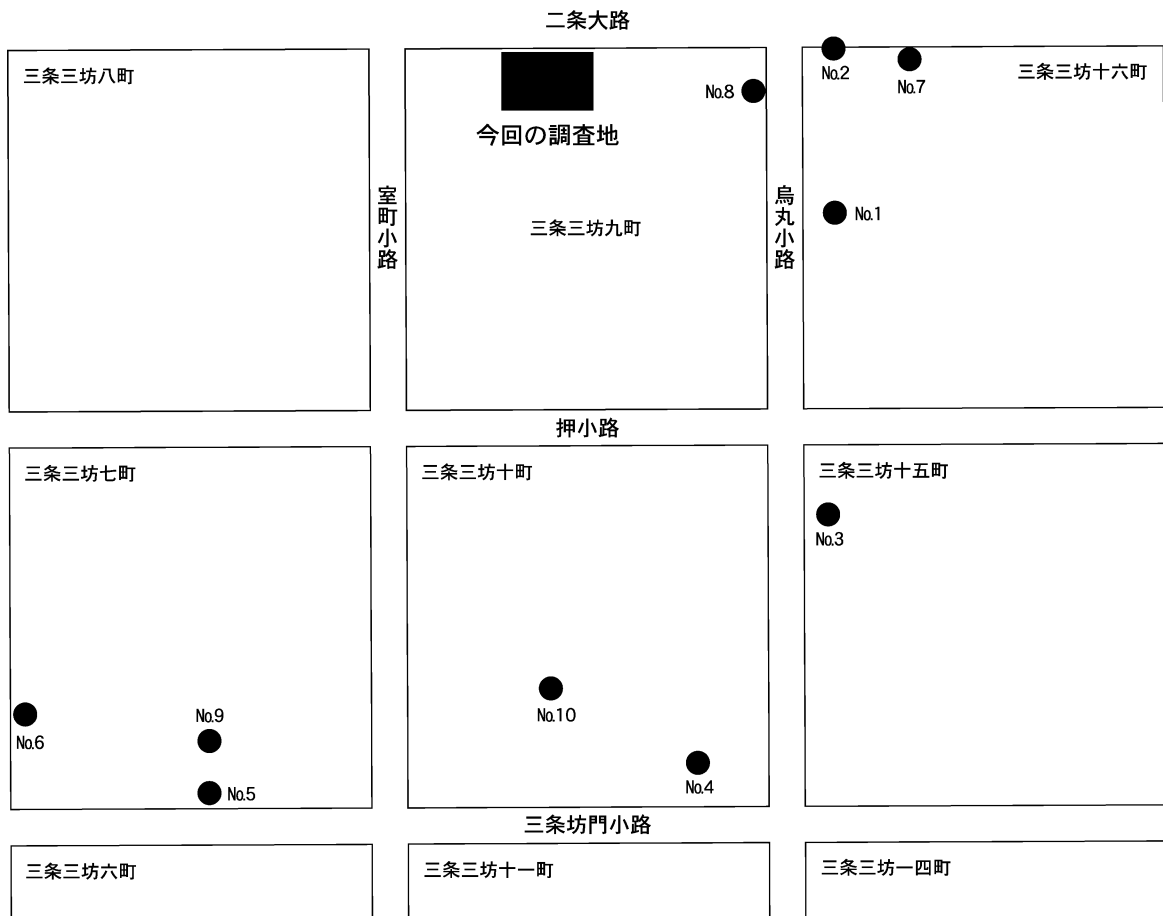 二条大路
三条三坊八町
No.2
No.7
三条三坊十六町
No.8
今回の調査地
室町小路
三条三坊九町
烏丸小路
No.1
押小路
三条三坊七町
三条三坊十町
三条三坊十五町
No.3
No.6
No.9
No.10
No.5
No.4
三条坊門小路
三条三坊六町
三条三坊十一町
三条三坊一四町